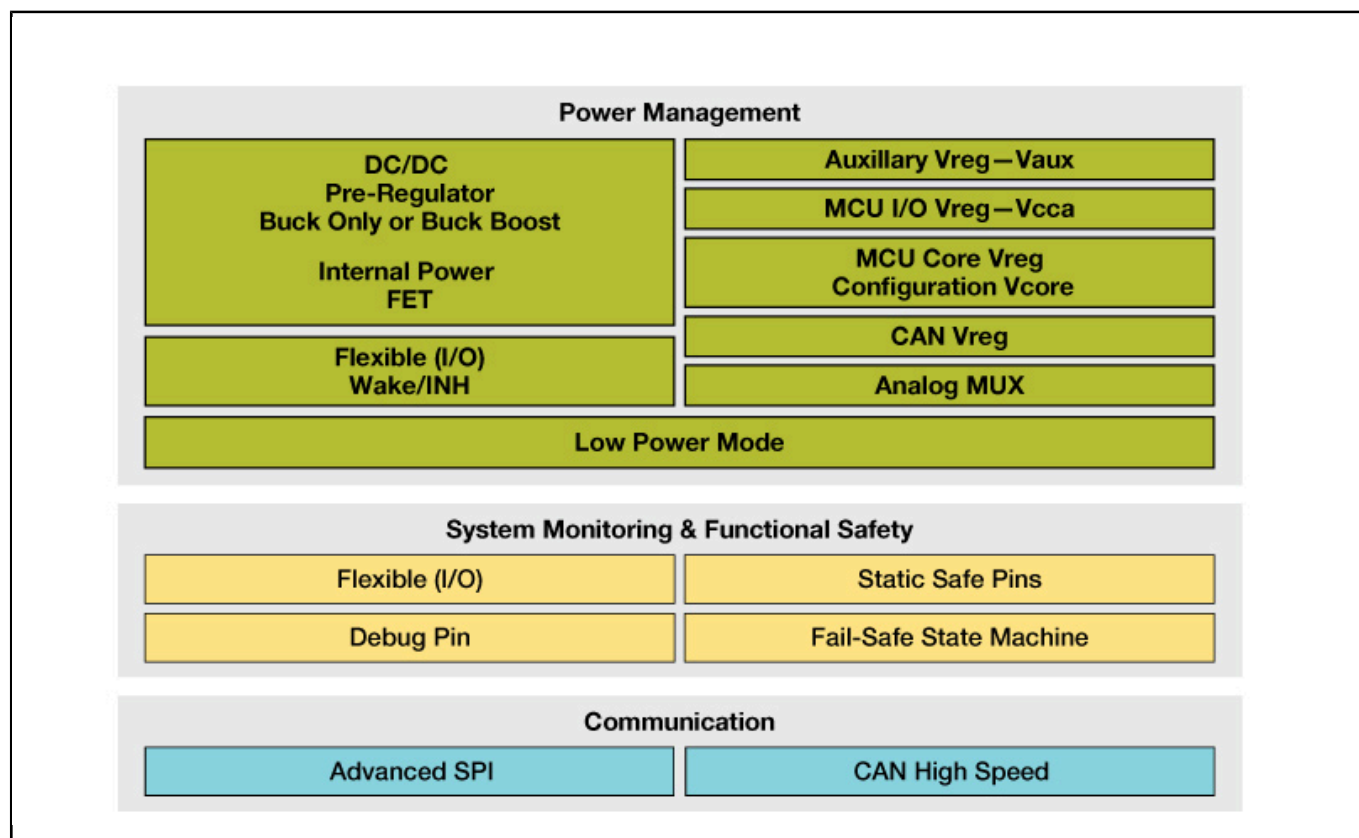 Power Management
DC/DC
Pre-Regulator
Buck Only or Buck Boost
Internal Power
FET
Flexible (I/O)
Wake/INH
Auxillary Vreg—Vaux
MCU I/O Vreg—Vcca
MCU Core Vreg
Configuration Vcore
CAN Vreg
Analog MUX
Low Power Mode
System Monitoring & Functional Safety
Flexible (I/O)
Static Safe Pins
Debug Pin
Fail-Safe State Machine
Communication
Advanced SPI
CAN High Speed